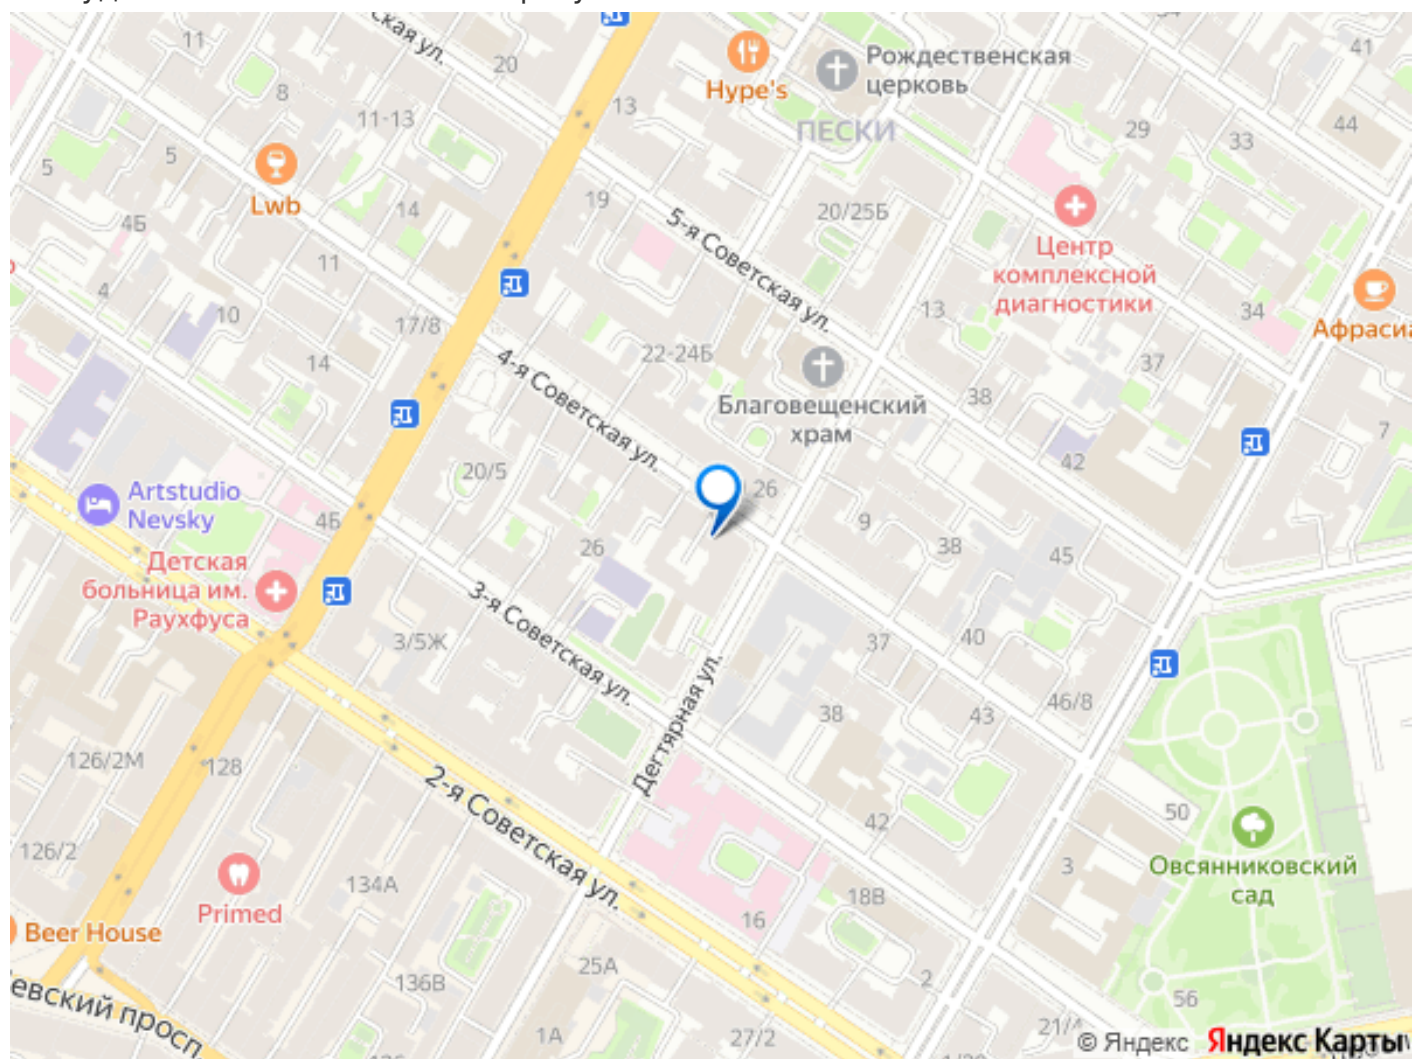 ская ул.
11
20
Hype's
Рождественская
церковь
41
8
11-13
13
ПЕСКИ
29
33
44
5
5
Lwb
14
19
20/25Б
4Б
5-я Советская ул.
Центр
комплексной
диагностики
11
4
10
17/8
13
34
Афрасиа
14
22-24Б
4-я Советская ул.
37
Благовещенский
храм
38
7
20/5
42
26
Artstudio
Nevsky
4Б
9
Детская
больница им.
Раухфуса
26
38
45
3-я Советская ул.
3/5Ж
37
40
Дегтярная ул.
46/8
38
43
126/2М
128
2-я Советская ул.
50
42
126/2
Овсянниковский
сад
3
134А
Primed
18В
16
Beer House
25А
136В
2
евский просп.
56
1А
27/2
21/4
© Яндекс Яндекс Карты